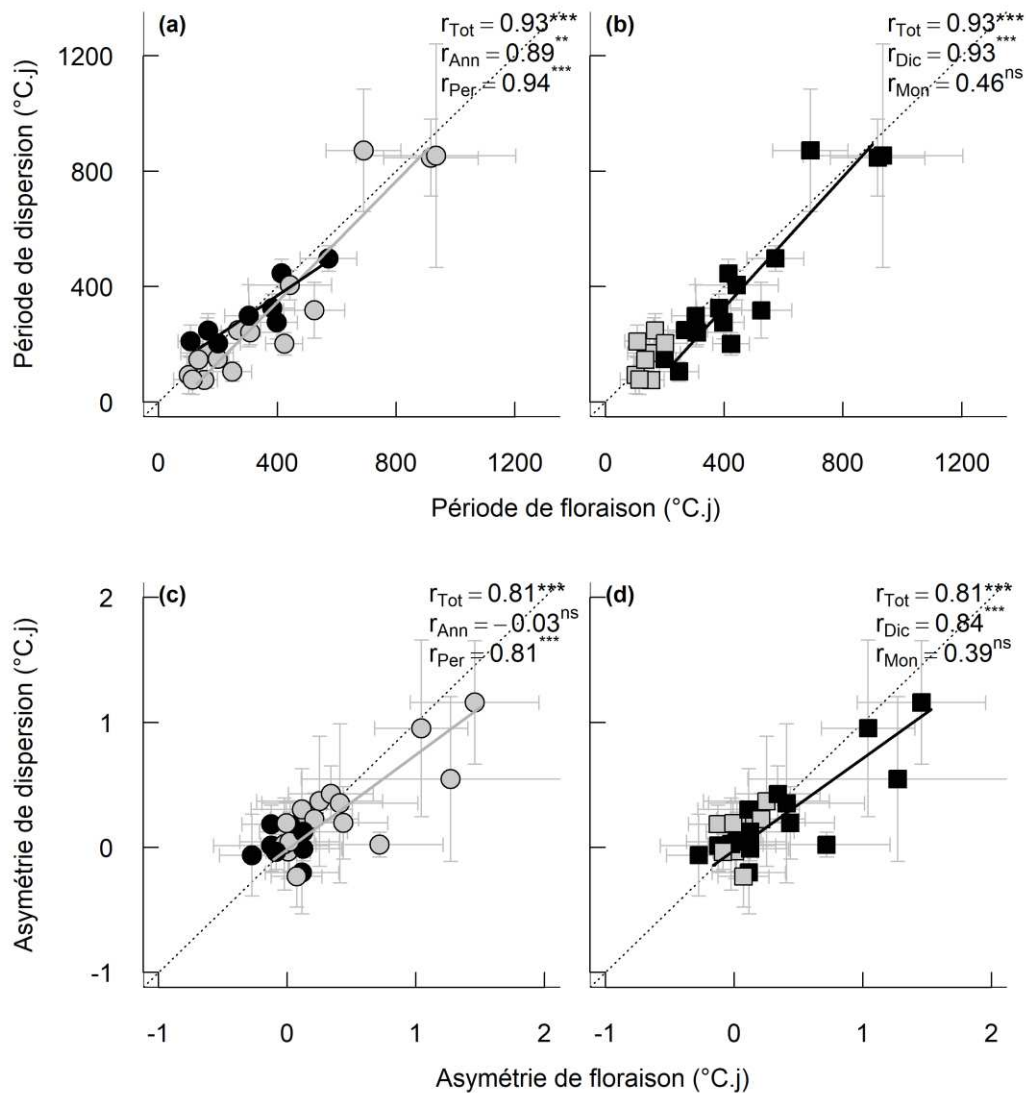 (a)
r_Tot = 0.93***
r_Ann = 0.89**
r_Per = 0.94***
(b)
r_Tot = 0.93***
r_Dic = 0.93***
r_Mon = 0.46ns
Période de dispersion (°C.j)
1200
800
400
0
0 400 800 1200
0 400 800 1200
Période de floraison (°C.j)
(c)
r_Tot = 0.81***
r_Ann = −0.03ns
r_Per = 0.81***
(d)
r_Tot = 0.81***
r_Dic = 0.84***
r_Mon = 0.39ns
Asymétrie de dispersion (°C.j)
2
1
0
-1
-1 0 1 2
-1 0 1 2
Asymétrie de floraison (°C.j)